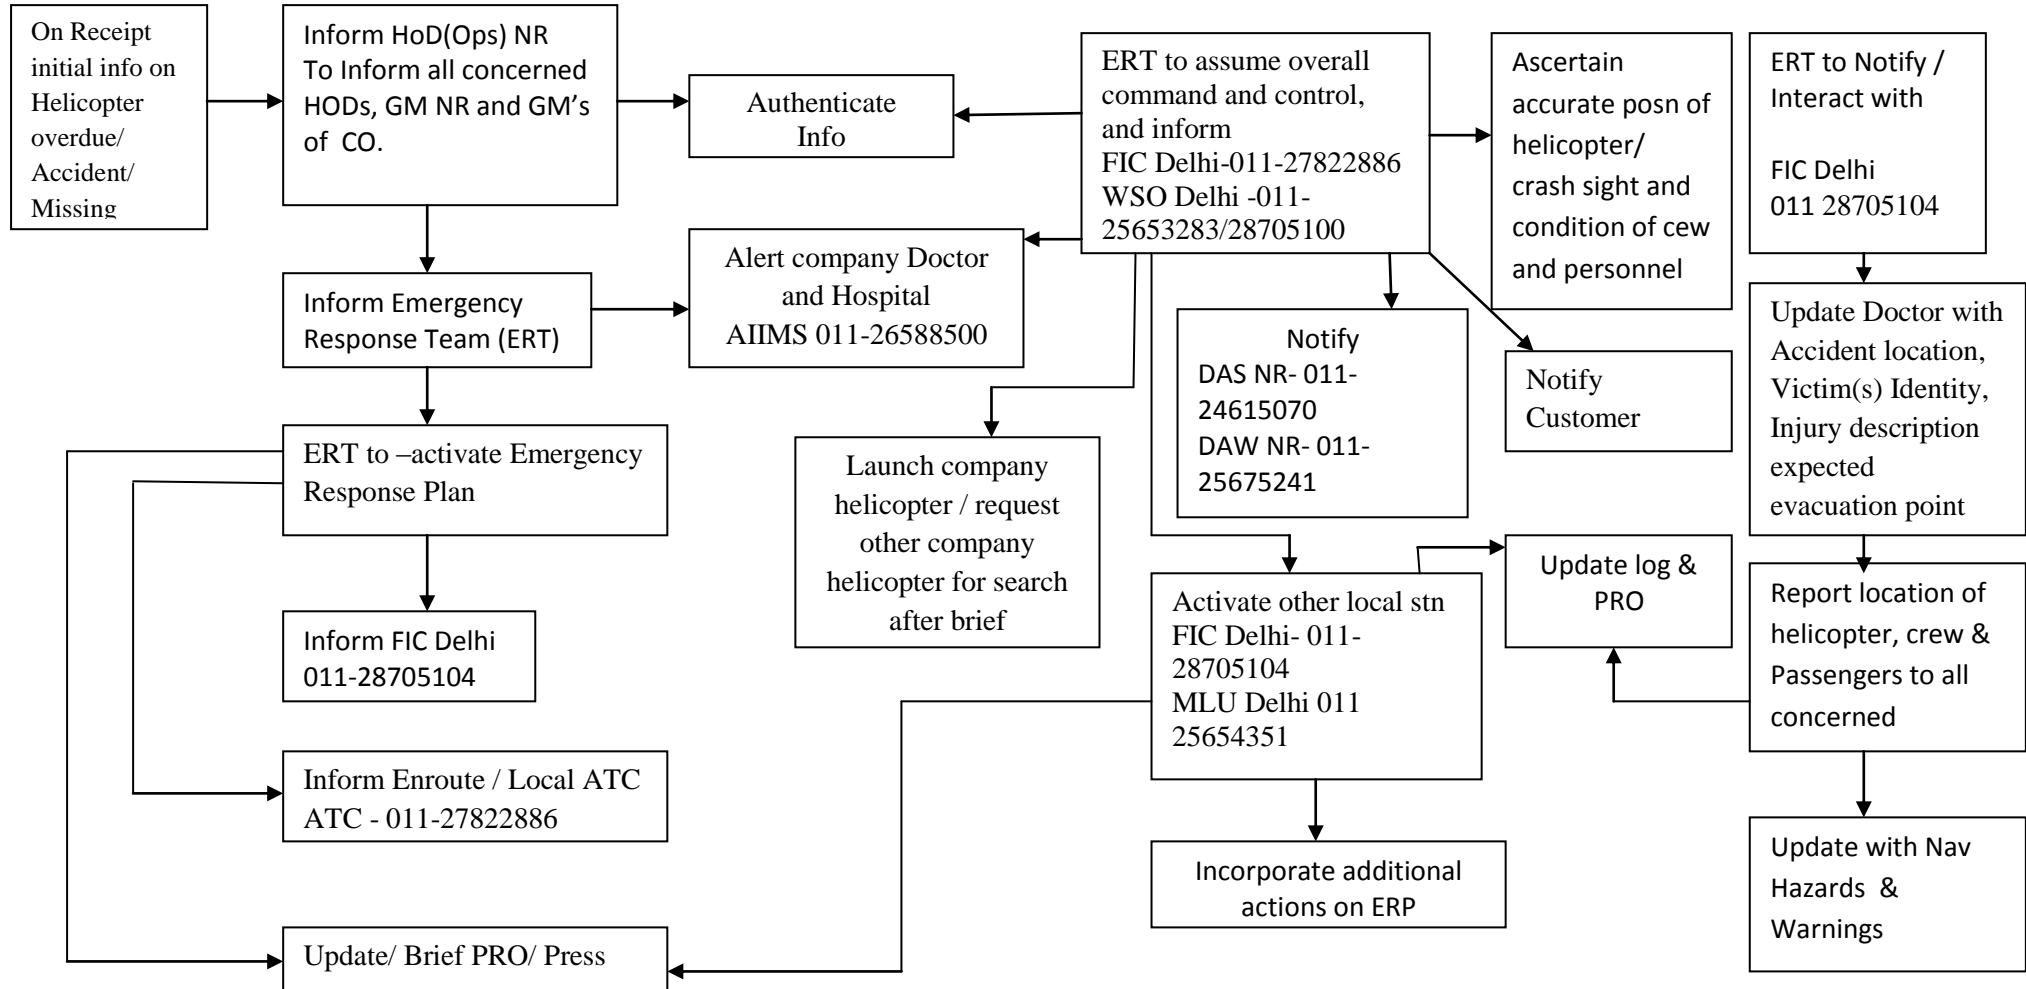 On Receipt
initial info on
Helicopter
overdue/
Accident/
Missing
Inform HoD(Ops) NR
To Inform all concerned
HODs, GM NR and GM's
of CO.
Authenticate
Info
ERT to assume overall
command and control,
and inform
FIC Delhi-011-27822886
WSO Delhi -011-
25653283/28705100
Ascertain
accurate posn of
helicopter/
crash sight and
condition of cew
and personnel
ERT to Notify /
Interact with
FIC Delhi
011 28705104
Inform Emergency
Response Team (ERT)
Alert company Doctor
and Hospital
AIIMS 011-26588500
Notify
DAS NR- 011-
24615070
DAW NR- 011-
25675241
Notify
Customer
Update Doctor with
Accident location,
Victim(s) Identity,
Injury description
expected
evacuation point
ERT to –activate Emergency
Response Plan
Launch company
helicopter / request
other company
helicopter for search
after brief
Inform FIC Delhi
011-28705104
Activate other local stn
FIC Delhi- 011-
28705104
MLU Delhi 011
25654351
Update log &
PRO
Report location of
helicopter, crew &
Passengers to all
concerned
Inform Enroute / Local ATC
ATC - 011-27822886
Incorporate additional
actions on ERP
Update with Nav
Hazards &
Warnings
Update/ Brief PRO/ Press